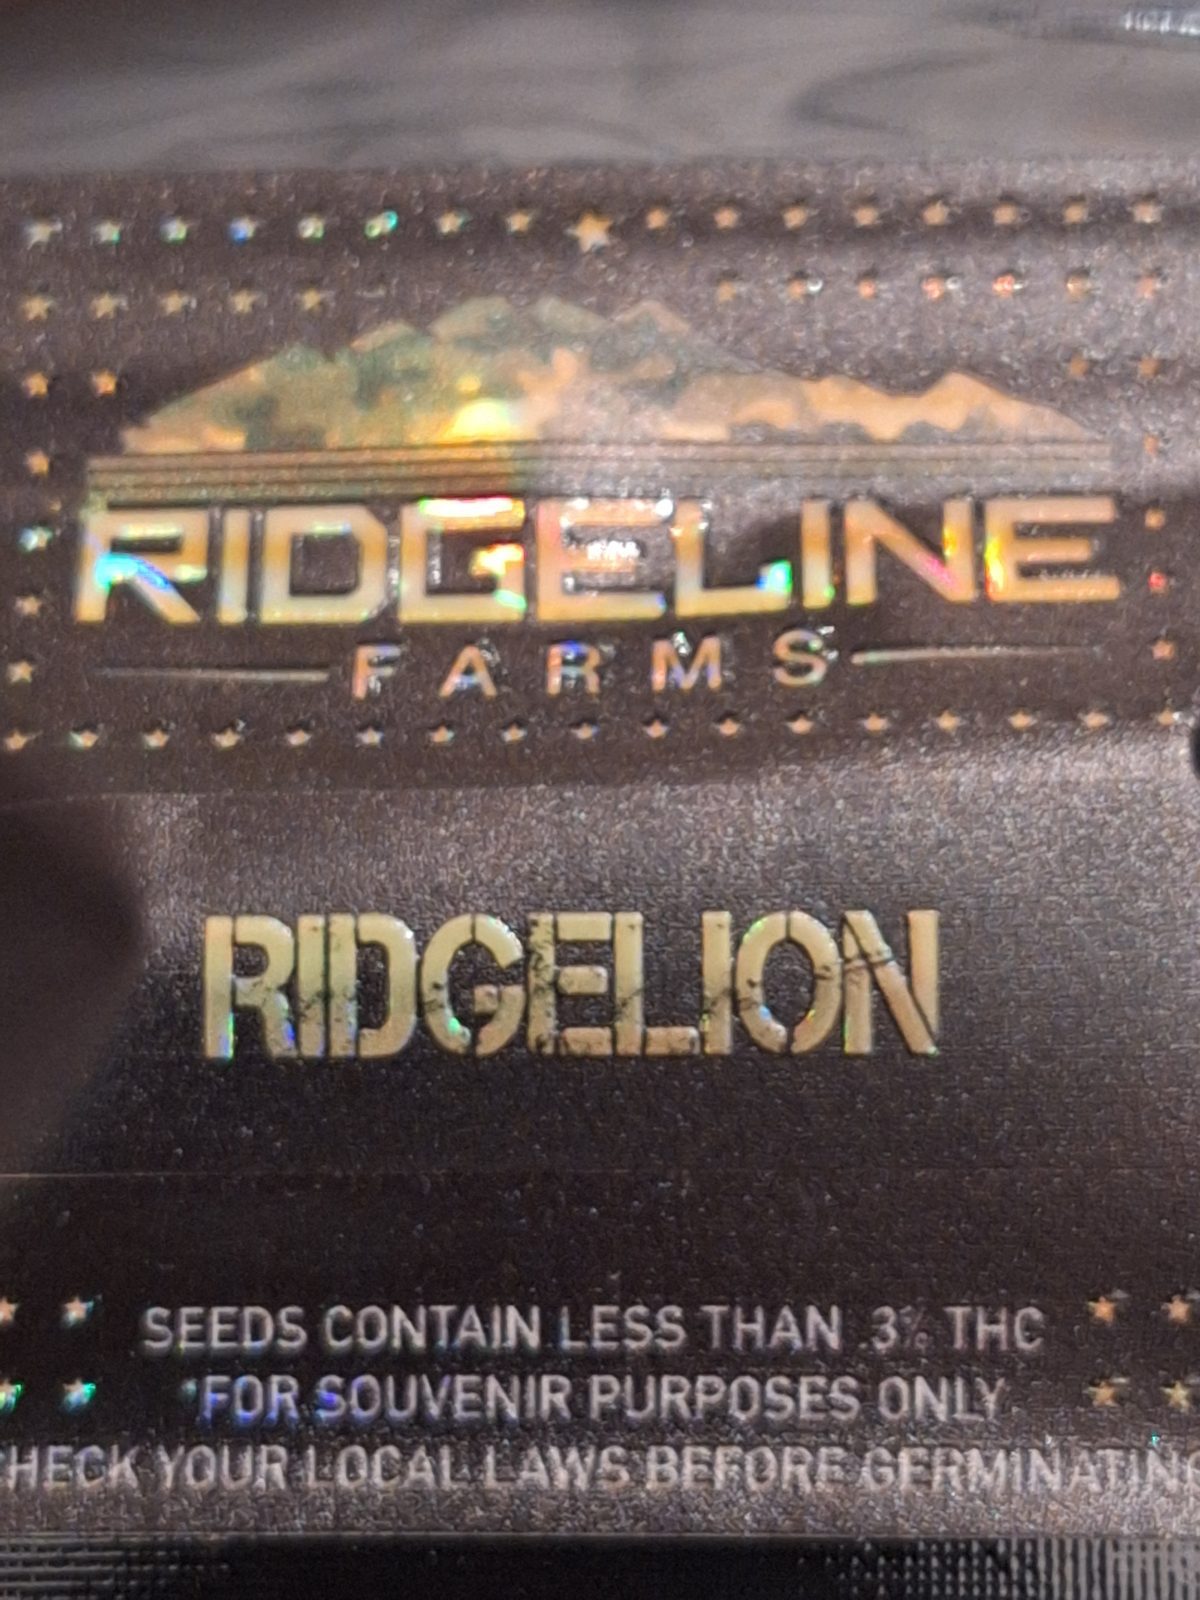 RIDGELINE
FARMS
RIDGELION
SEEDS CONTAIN LESS THAN .3% THC
*FOR SOUVENIR PURPOSES ONLY
CHECK YOUR LOCAL LAWS BEFORE GERMINATING